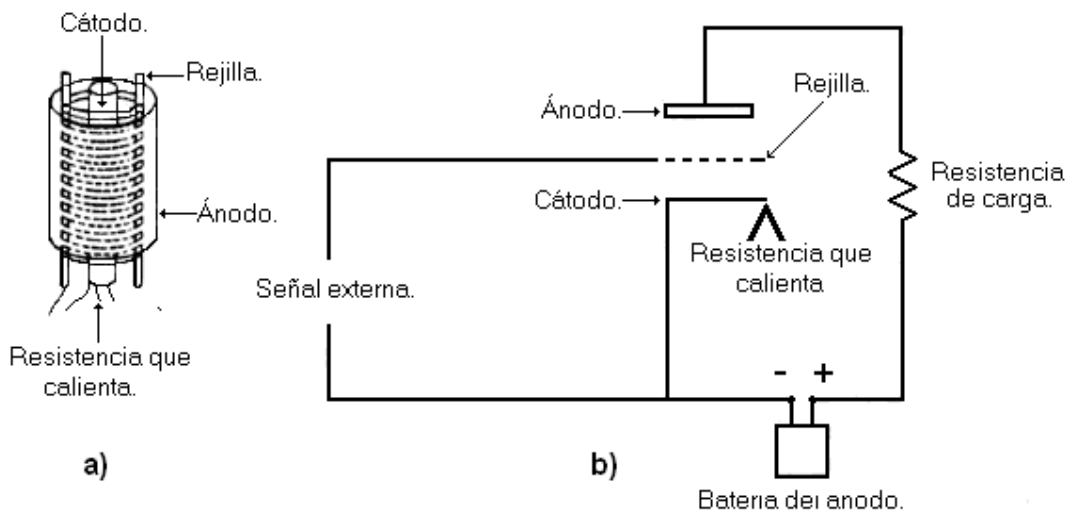 Cátodo.
Rejilla.
Ánodo.
Resistencia que
calienta.
a)
Ánodo.
Rejilla.
Cátodo.
Resistencia que
calienta
Resistencia
de carga.
Señal externa.
- +
b)
Bateria del anodo.